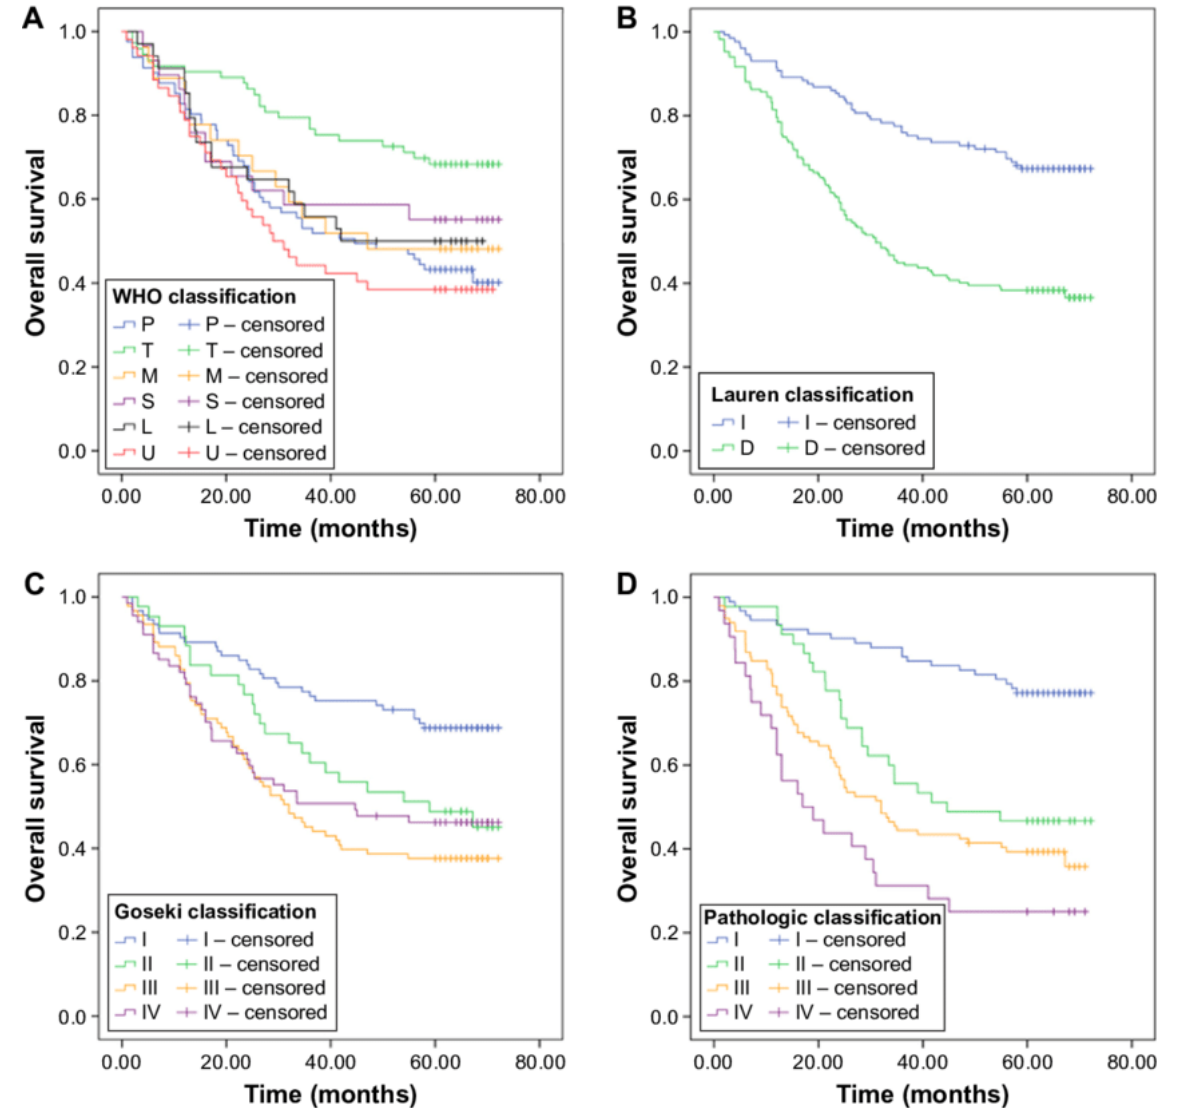 A
1.0
0.8
0.6
0.4
0.2
0.0
Overall survival
WHO classification
P P – censored
T T – censored
M M – censored
S S – censored
L L – censored
U U – censored
0.00 20.00 40.00 60.00 80.00
Time (months)
B
1.0
0.8
0.6
0.4
0.2
0.0
Overall survival
Lauren classification
I I – censored
D D – censored
0.00 20.00 40.00 60.00 80.00
Time (months)
C
1.0
0.8
0.6
0.4
0.2
0.0
Overall survival
Goseki classification
I I – censored
II II – censored
III III – censored
IV IV – censored
0.00 20.00 40.00 60.00 80.00
Time (months)
D
1.0
0.8
0.6
0.4
0.2
0.0
Overall survival
Pathologic classification
I I – censored
II II – censored
III III – censored
IV IV – censored
0.00 20.00 40.00 60.00 80.00
Time (months)